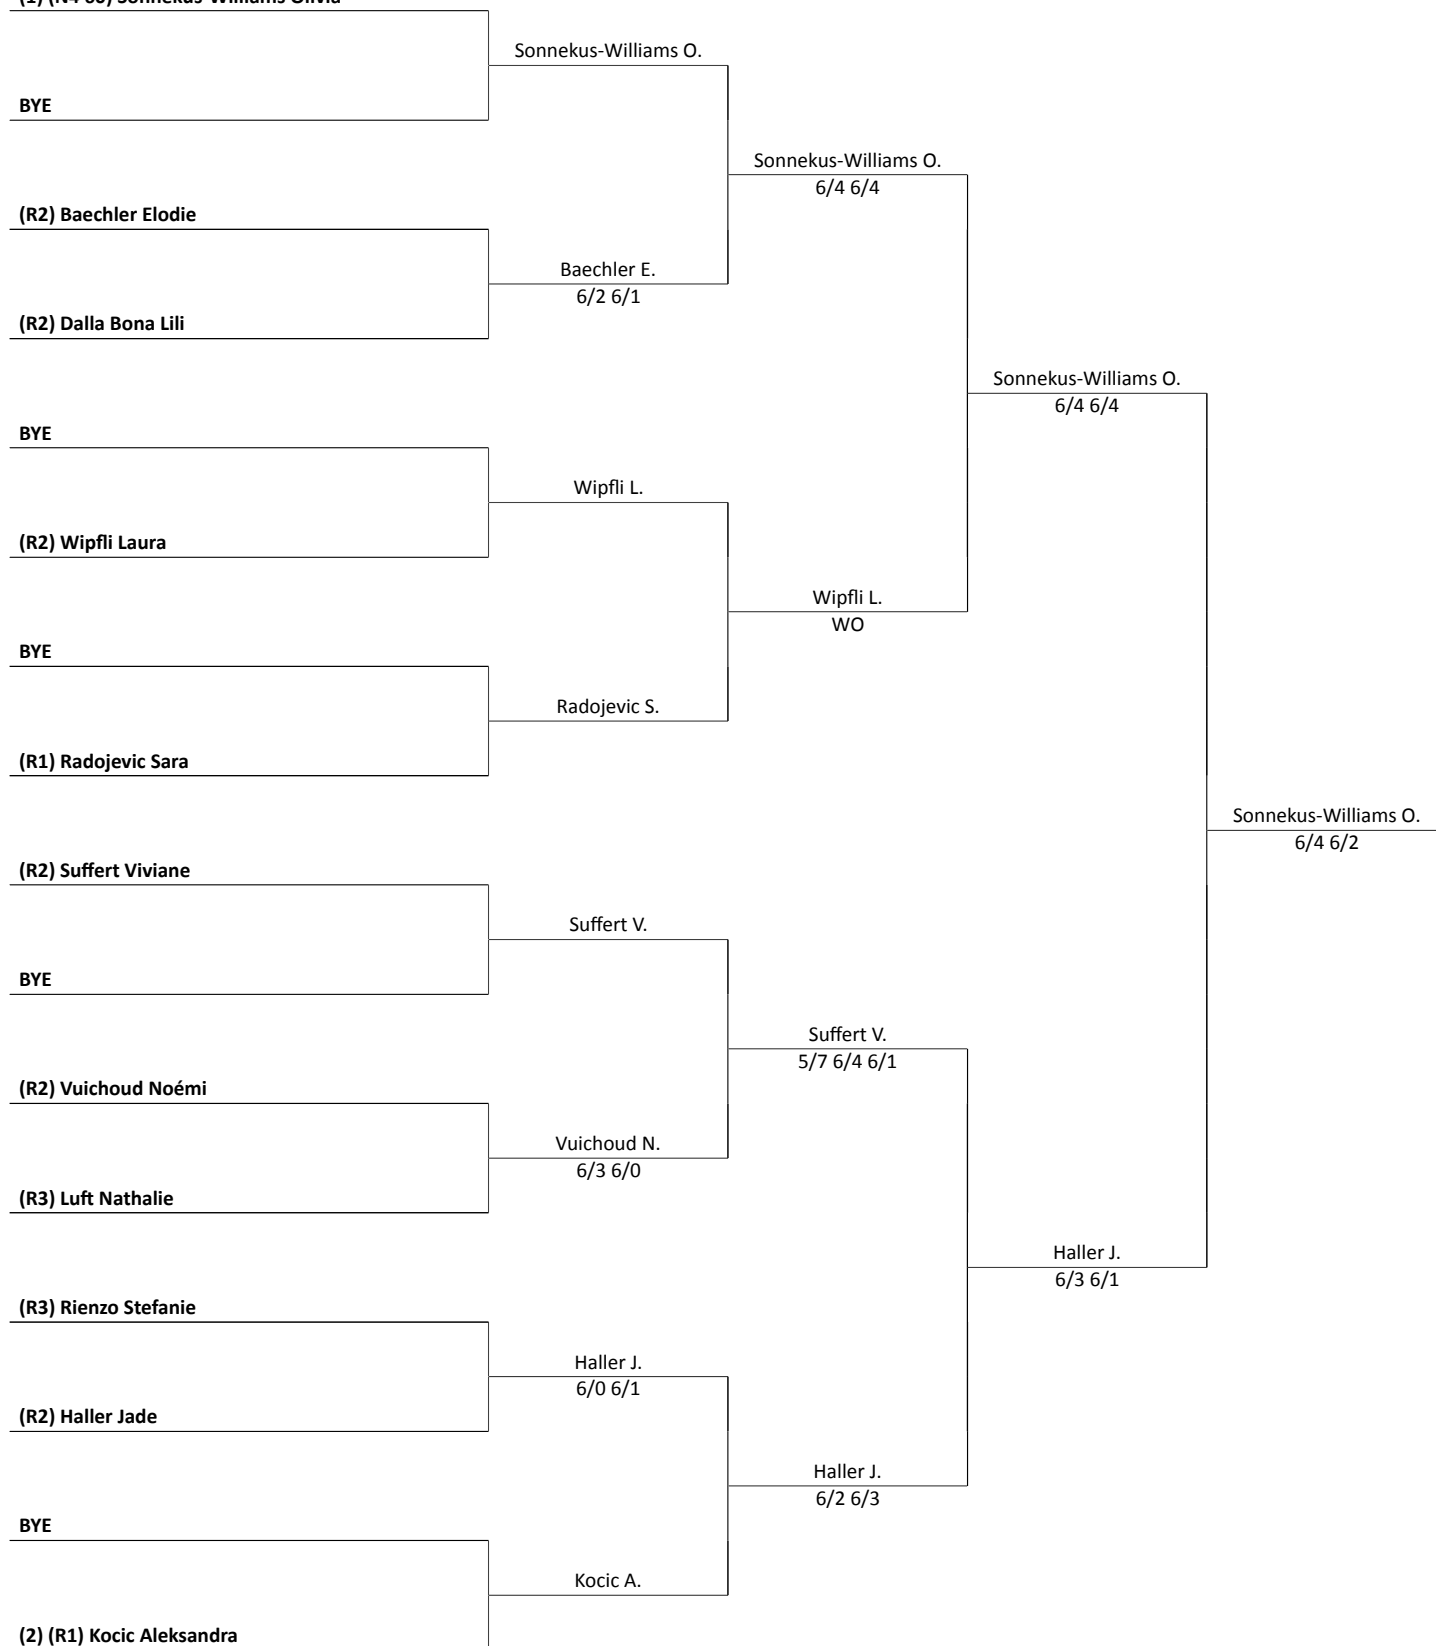 Sonnekus-Williams O.
BYE
Sonnekus-Williams O.
6/4 6/4
(R2) Baechler Elodie
Baechler E.
6/2 6/1
(R2) Dalla Bona Lili
Sonnekus-Williams O.
6/4 6/4
BYE
Wipfli L.
(R2) Wipfli Laura
Wipfli L.
WO
BYE
Radojevic S.
(R1) Radojevic Sara
Sonnekus-Williams O.
6/4 6/2
(R2) Suffert Viviane
Suffert V.
BYE
Suffert V.
5/7 6/4 6/1
(R2) Vuichoud Noémi
Vuichoud N.
6/3 6/0
(R3) Luft Nathalie
Haller J.
6/3 6/1
(R3) Rienzo Stefanie
Haller J.
6/0 6/1
(R2) Haller Jade
Haller J.
6/2 6/3
BYE
Kocic A.
(2) (R1) Kocic Aleksandra